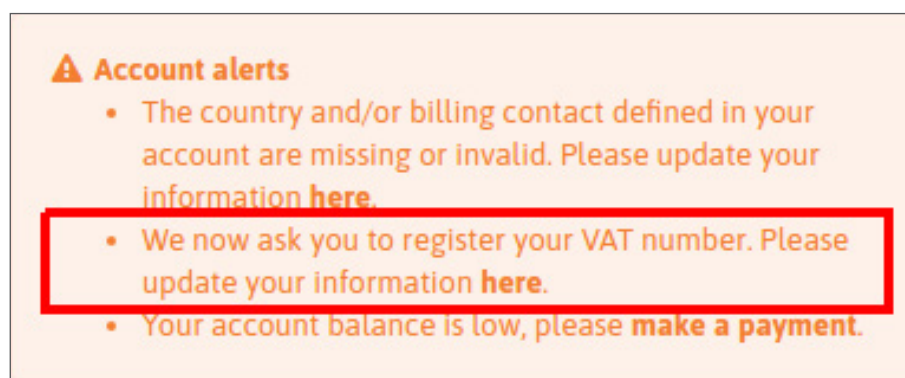 Account alerts
• The country and/or billing contact defined in your
account are missing or invalid. Please update your
information here.
• We now ask you to register your VAT number. Please
update your information here.
• Your account balance is low, please make a payment.